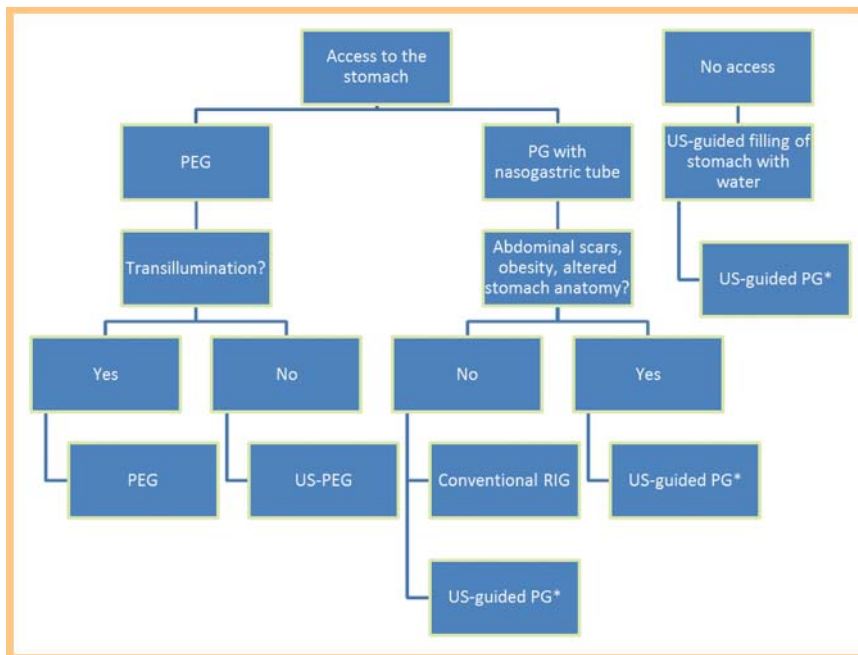 Access to the
stomach
No access
PEG
PG with
nasogastric tube
US-guided filling of
stomach with
water
Transillumination?
Abdominal scars,
obesity, altered
stomach anatomy?
US-guided PG*
Yes
No
No
Yes
PEG
US-PEG
Conventional RIG
US-guided PG*
US-guided PG*